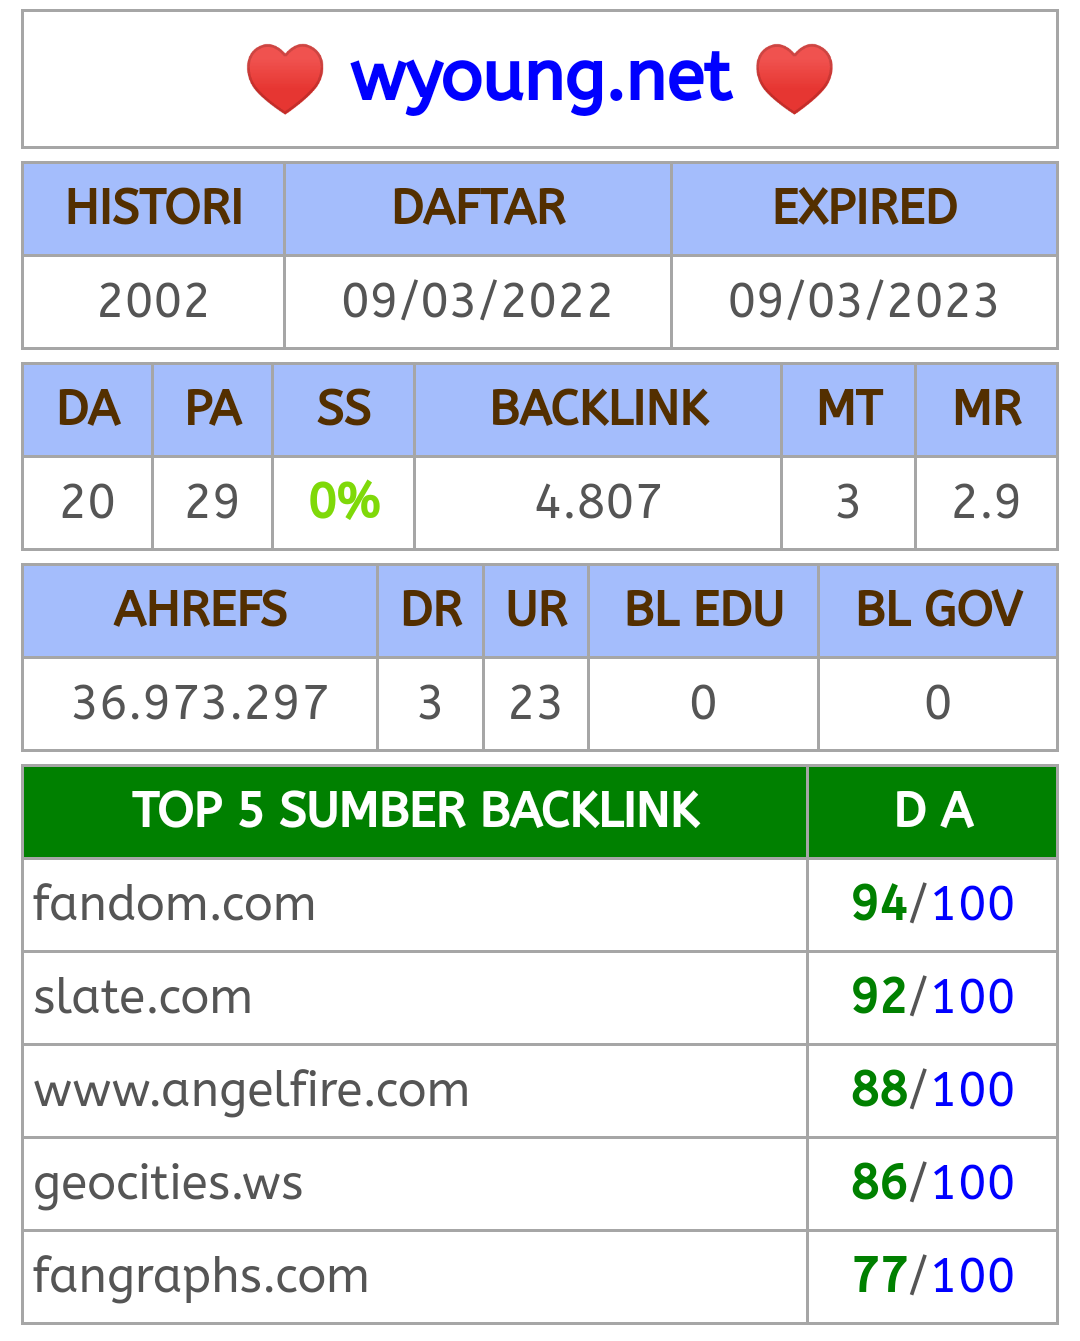 wyoung.net
HISTORI DAFTAR EXPIRED
2002 09/03/2022 09/03/2023
DA PA SS BACKLINK MT MR
20 29 0% 4.807 3 2.9
AHREFS DR UR BL EDU BL GOV
36.973.297 3 23 0 0
TOP 5 SUMBER BACKLINK D A
fandom.com 94/100
slate.com 92/100
www.angelfire.com 88/100
geocities.ws 86/100
fangraphs.com 77/100